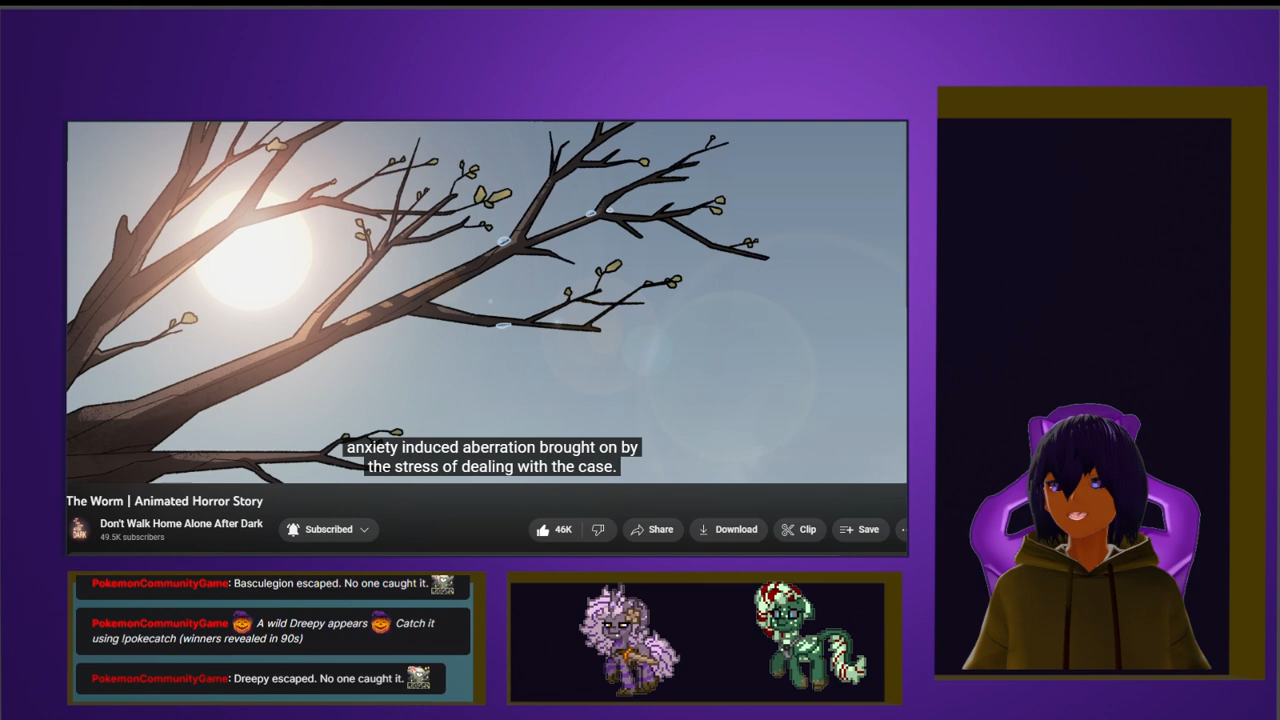 anxiety induced aberration brought on by
the stress of dealing with the case.
The Worm | Animated Horror Story
Don't Walk Home Alone After Dark
49.5K subscribers
Subscribed
46K
Share
Download
Clip
Save
PokemonCommunityGame: Basculegion escaped. No one caught it.
PokemonCommunityGame A wild Dreepy appears Catch it
using !pokecatch (winners revealed in 90s)
PokemonCommunityGame: Dreepy escaped. No one caught it.